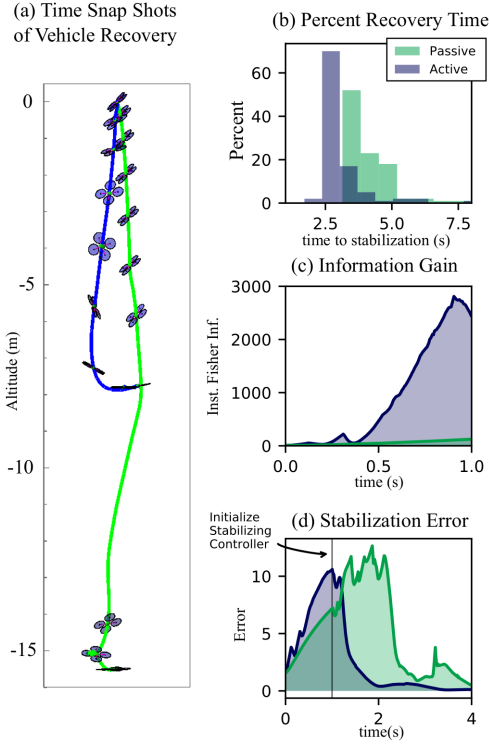 (a) Time Snap Shots
of Vehicle Recovery
0
-5
-10
-15
Altitude (m)
(b) Percent Recovery Time
Passive
Active
60
40
20
0
Percent
2.5
5.0
7.5
time to stabilization (s)
(c) Information Gain
3000
2000
1000
0
Inst. Fisher Inf.
0.0
0.5
1.0
time (s)
(d) Stabilization Error
Initialize
Stabilizing
Controller
10
5
0
Error
0
2
4
time(s)